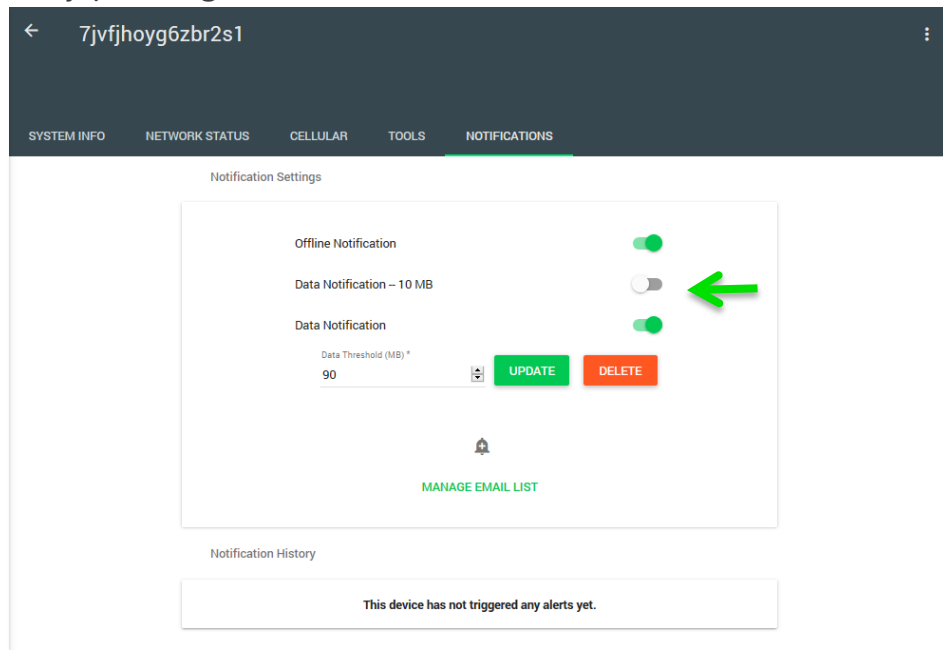 7jvfjhoyg6zbr2s1
SYSTEM INFO NETWORK STATUS CELLULAR TOOLS NOTIFICATIONS
Notification Settings
Offline Notification
Data Notification -- 10 MB
Data Notification
Data Threshold (MB) *
90 UPDATE DELETE
MANAGE EMAIL LIST
Notification History
This device has not triggered any alerts yet.